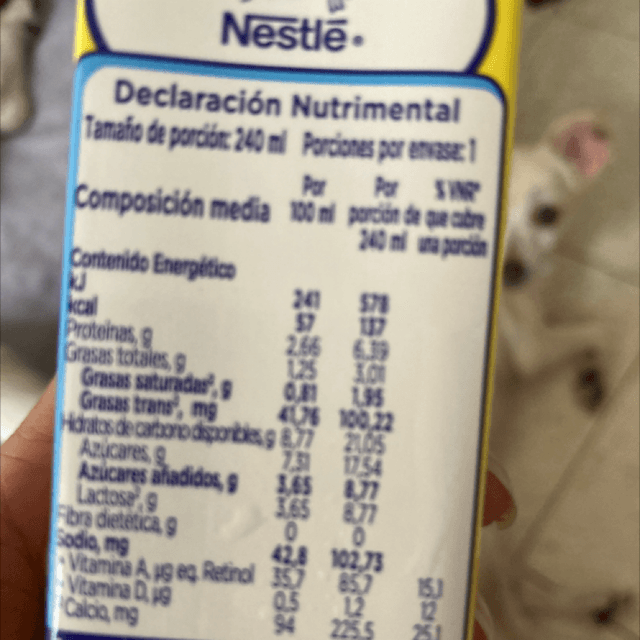 Nestlé®
Declaración Nutrimental
Tamaño de porción: 240 ml Porciones por envase: 1
Composición media Por 100 ml Por porción de 240 ml % VNR* que cubre una porción
Contenido Energético
kJ 241 578
kcal 57 137
Proteínas, g 2,66 6,39
Grasas totales, g 1,25 3,01
Grasas saturadas², g 0,81 1,95
Grasas trans², mg 41,76 100,22
Hidratos de carbono disponibles, g 8,77 21,05
Azúcares, g 7,31 17,54
Azúcares añadidos, g 3,65 8,77
Lactosa², g 3,65 8,77
Fibra dietética, g 0 0
Sodio, mg 42,8 102,73
Vitamina A, µg eq. Retinol 35,7 85,7 15,1
Vitamina D, µg 0,5 1,2 12
Calcio, mg 94 225,5 25,1